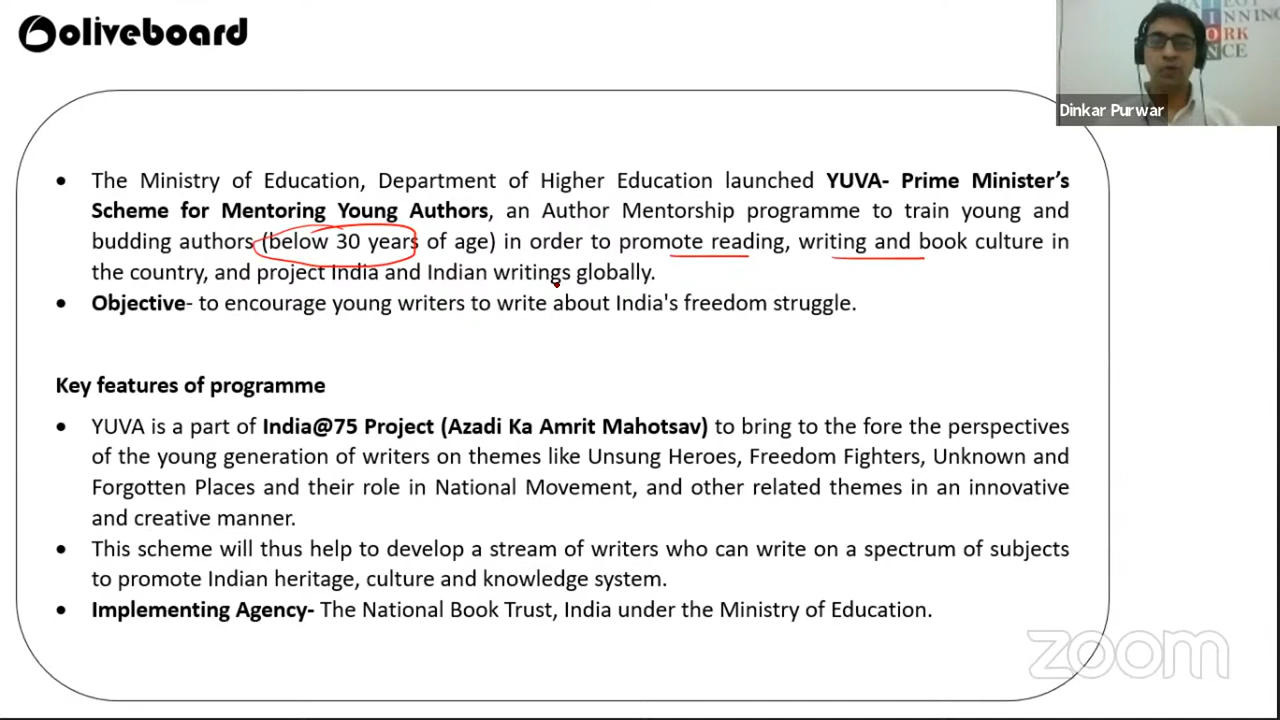 oliveboard
INNING
ORK
NCE
Dinkar Purwar
• The Ministry of Education, Department of Higher Education launched YUVA- Prime Minister’s
Scheme for Mentoring Young Authors, an Author Mentorship programme to train young and
budding authors (below 30 years of age) in order to promote reading, writing and book culture in
the country, and project India and Indian writings globally.
• Objective- to encourage young writers to write about India's freedom struggle.
Key features of programme
• YUVA is a part of India@75 Project (Azadi Ka Amrit Mahotsav) to bring to the fore the perspectives
of the young generation of writers on themes like Unsung Heroes, Freedom Fighters, Unknown and
Forgotten Places and their role in National Movement, and other related themes in an innovative
and creative manner.
• This scheme will thus help to develop a stream of writers who can write on a spectrum of subjects
to promote Indian heritage, culture and knowledge system.
• Implementing Agency- The National Book Trust, India under the Ministry of Education.
zoom